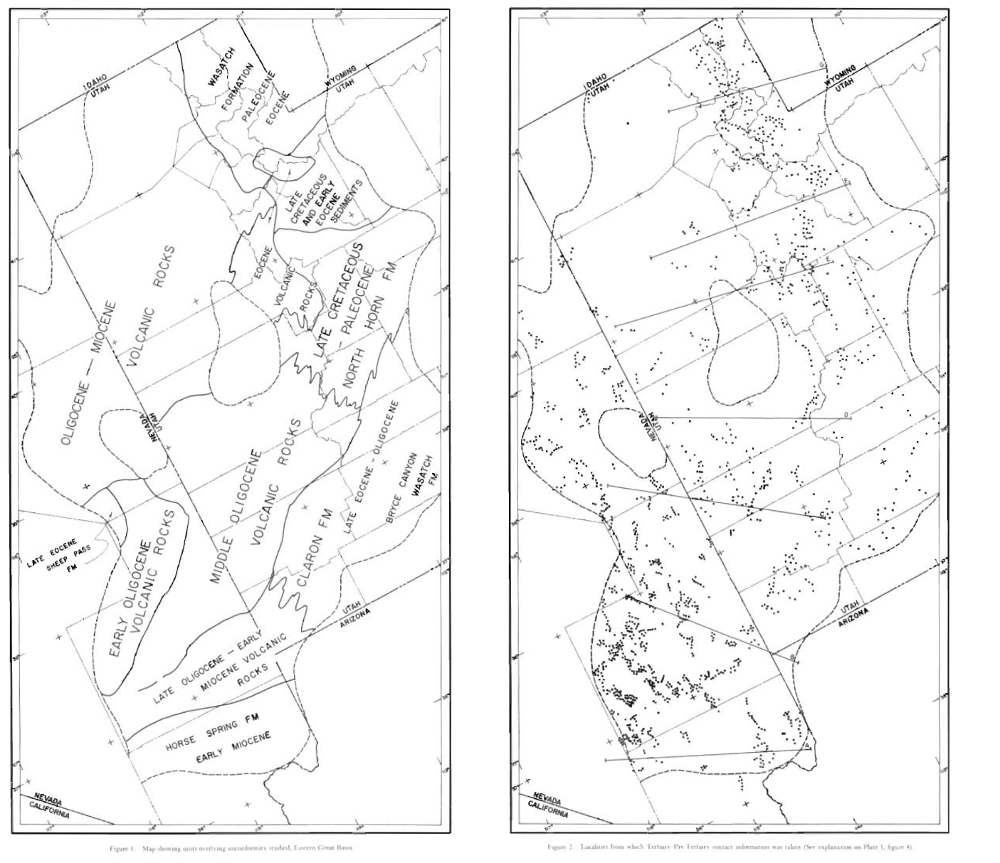 IDAHO
UTAH
WASATCH
FORMATION
PALEOCENE
EOCENE
WYOMING
UTAH
LATE
CRETACEOUS
AND EARLY
EOCENE
SEDIMENTS
EOCENE
VOLCANIC
ROCKS
LATE CRETACEOUS
- PALEOCENE
NORTH HORN FM
OLIGOCENE — MIOCENE
VOLCANIC ROCKS
NEVADA
UTAH
MIDDLE OLIGOCENE
VOLCANIC ROCKS
LATE EOCENE - OLIGOCENE
BRYCE CANYON
WASATCH
FM
CLARON FM
LATE EOCENE
SHEEP PASS
FM
EARLY OLIGOCENE
VOLCANIC ROCKS
UTAH
ARIZONA
LATE OLIGOCENE — EARLY
MIOCENE VOLCANIC
ROCKS
HORSE SPRING FM
EARLY MIOCENE
NEVADA
CALIFORNIA
Figure 1. Map showing units overlying unconformity studied, Eastern Great Basin.
IDAHO
UTAH
WYOMING
UTAH
G
F
E
NEVADA
UTAH
D
C
UTAH
ARIZONA
B
A
NEVADA
CALIFORNIA
Figure 2. Localities from which Tertiary-Pre Tertiary contact information was taken (See explanation on Plate 1, figure 4).